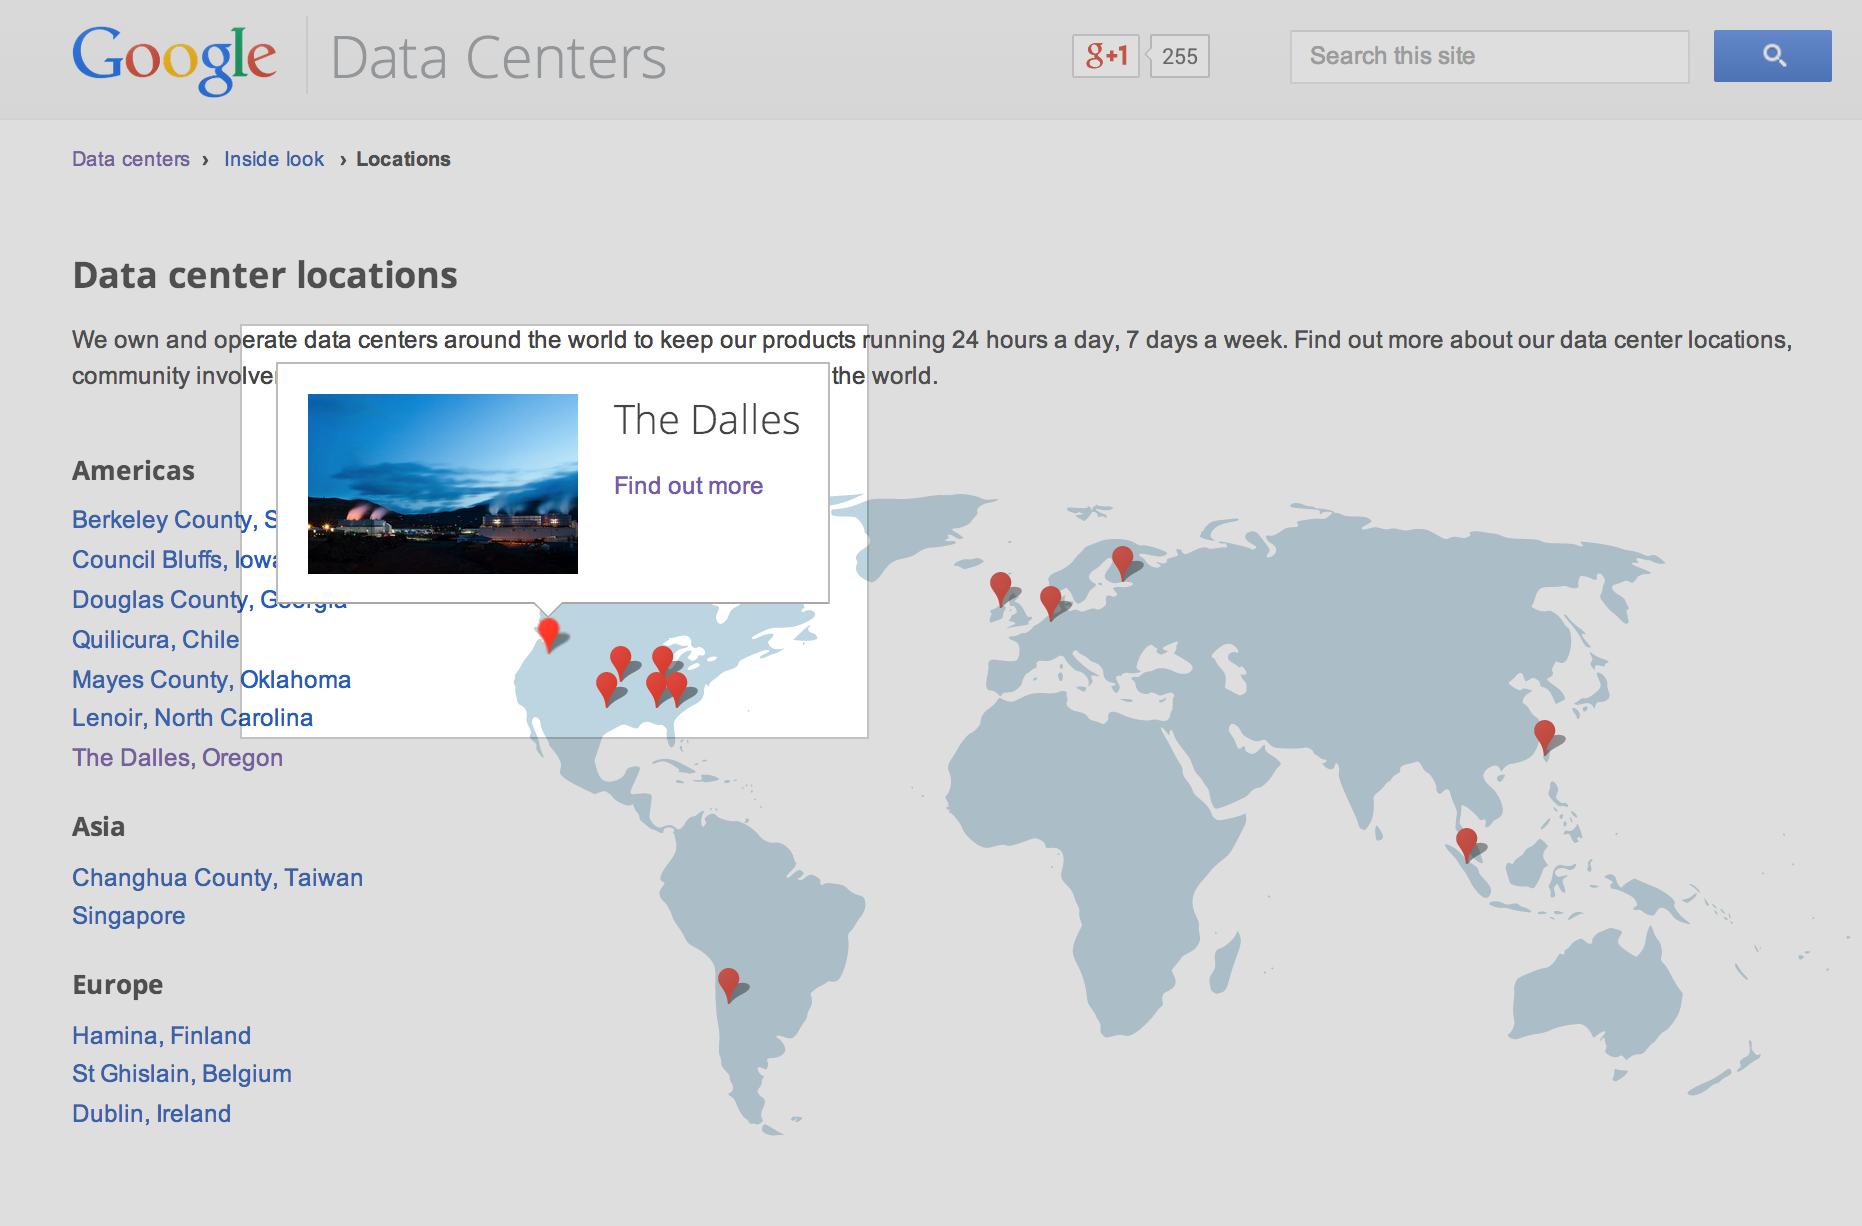 Google Data Centers
g+1 255
Search this site
Data centers › Inside look › Locations
Data center locations
We own and operate data centers around the world to keep our products running 24 hours a day, 7 days a week. Find out more about our data center locations,
community involve the world.
The Dalles
Find out more
Americas
Berkeley County, S
Council Bluffs, Iowa
Douglas County, Georgia
Quilicura, Chile
Mayes County, Oklahoma
Lenoir, North Carolina
The Dalles, Oregon
Asia
Changhua County, Taiwan
Singapore
Europe
Hamina, Finland
St Ghislain, Belgium
Dublin, Ireland